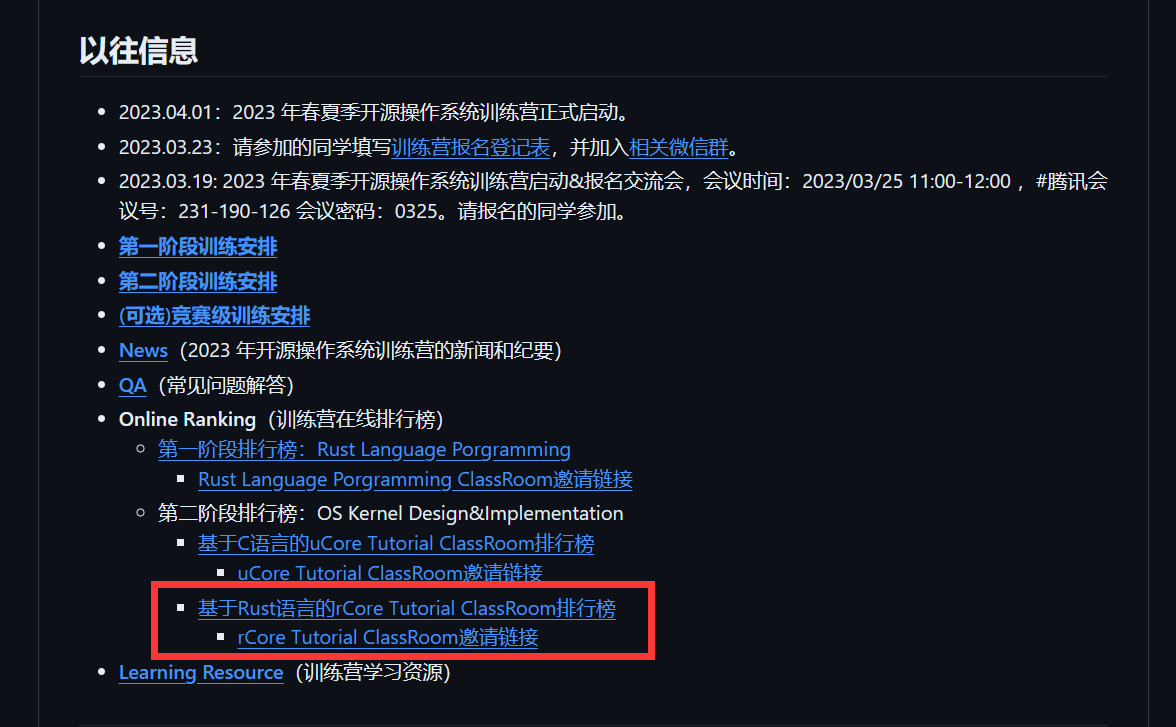 以往信息
2023.04.01：2023 年春夏季开源操作系统训练营正式启动。
2023.03.23：请参加的同学填写训练营报名登记表，并加入相关微信群。
2023.03.19: 2023 年春夏季开源操作系统训练营启动&报名交流会，会议时间：2023/03/25 11:00-12:00 ，#腾讯会
议号：231-190-126 会议密码：0325。请报名的同学参加。
第一阶段训练安排
第二阶段训练安排
(可选)竞赛级训练安排
News（2023 年开源操作系统训练营的新闻和纪要）
QA（常见问题解答）
Online Ranking（训练营在线排行榜）
第一阶段排行榜：Rust Language Porgramming
Rust Language Porgramming ClassRoom邀请链接
第二阶段排行榜：OS Kernel Design&Implementation
基于C语言的uCore Tutorial ClassRoom排行榜
uCore Tutorial ClassRoom邀请链接
基于Rust语言的rCore Tutorial ClassRoom排行榜
rCore Tutorial ClassRoom邀请链接
Learning Resource（训练营学习资源）